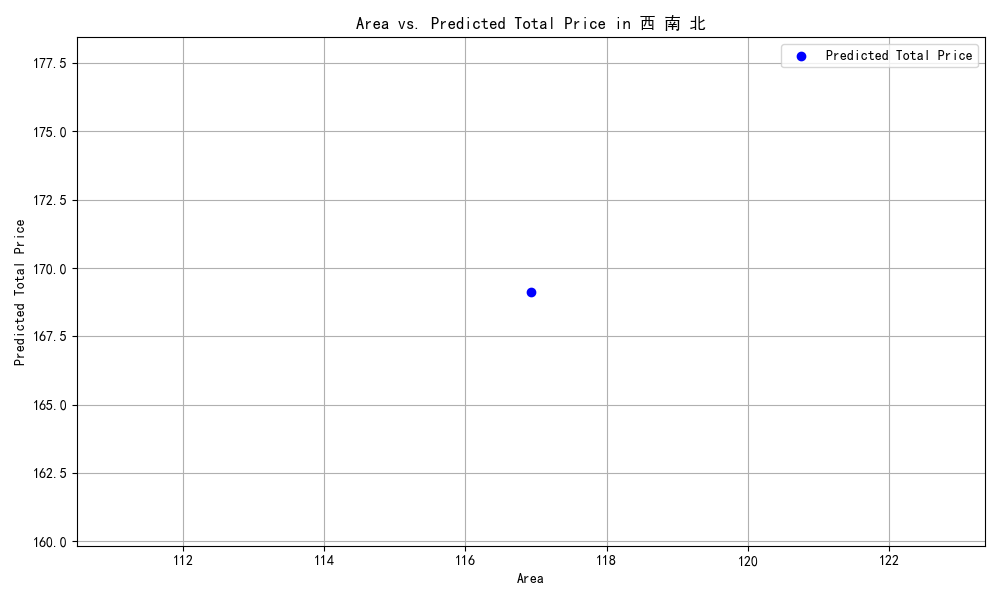 Area vs. Predicted Total Price in 西 南 北
Predicted Total Price
177.5
175.0
172.5
170.0
167.5
165.0
162.5
160.0
Predicted Total Price
112 114 116 118 120 122
Area